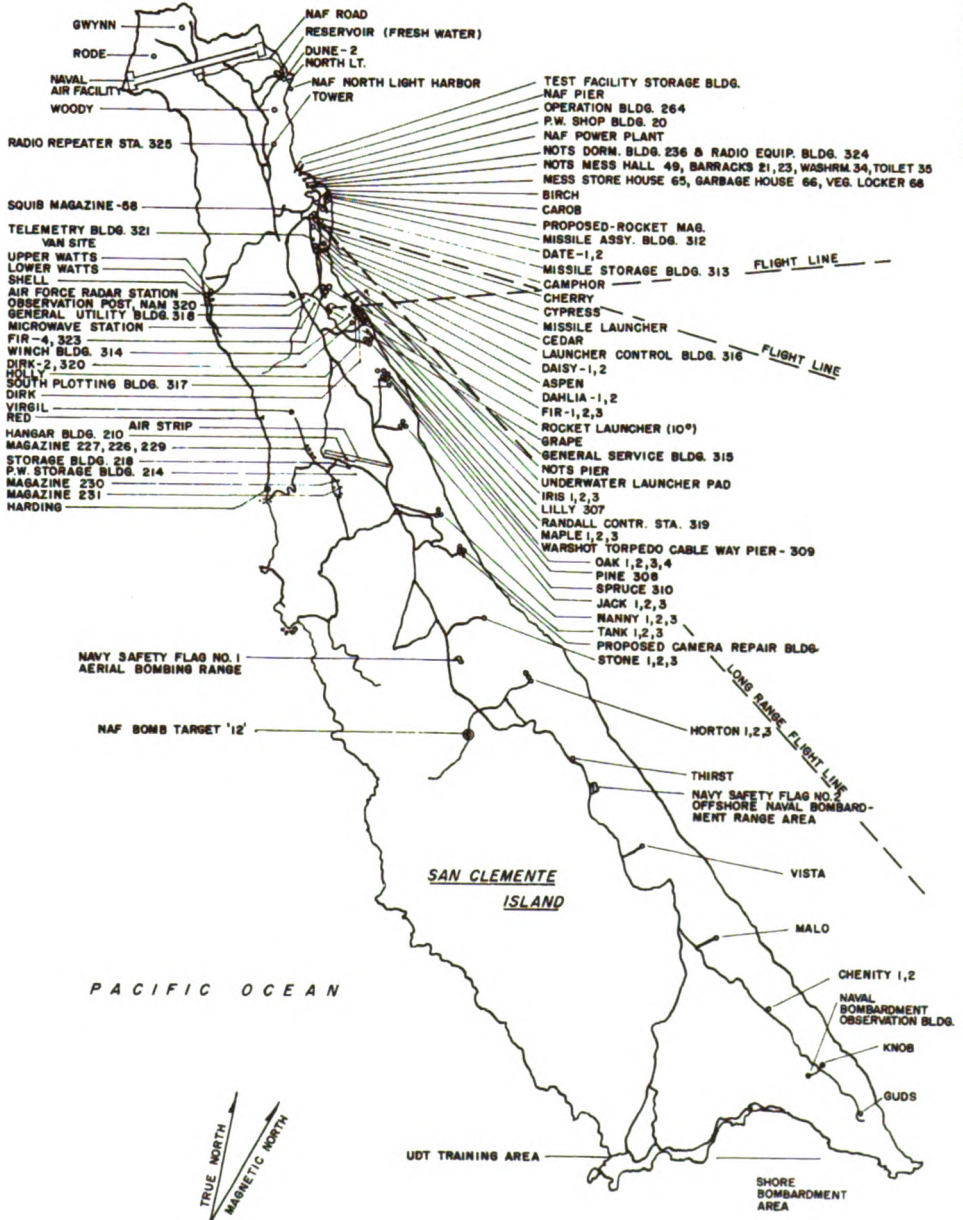 GWYNN
RODE
NAVAL
AIR FACILITY
WOODY
RADIO REPEATER STA. 325
SQUIB MAGAZINE-58
TELEMETRY BLDG. 321
VAN SITE
UPPER WATTS
LOWER WATTS
SHELL
AIR FORCE RADAR STATION
OBSERVATION POST, NAM 320
GENERAL UTILITY BLDG. 318
MICROWAVE STATION
FIR-4, 323
WINCH BLDG. 314
DIRK-2, 320
HOLLY
SOUTH PLOTTING BLDG. 317
DIRK
VIRGIL
RED
AIR STRIP
HANGAR BLDG. 210
MAGAZINE 227, 226, 229
STORAGE BLDG. 218
P.W. STORAGE BLDG. 214
MAGAZINE 230
MAGAZINE 231
HARDING
NAF ROAD
RESERVOIR (FRESH WATER)
DUNE-2
NORTH LT.
NAF NORTH LIGHT HARBOR
TOWER
TEST FACILITY STORAGE BLDG.
NAF PIER
OPERATION BLDG. 264
P.W. SHOP BLDG. 20
NAF POWER PLANT
NOTS DORM. BLDG. 236 & RADIO EQUIP. BLDG. 324
NOTS MESS HALL 49, BARRACKS 21, 23, WASHRM. 34, TOILET 35
MESS STORE HOUSE 65, GARBAGE HOUSE 66, VEG. LOCKER 68
BIRCH
CAROB
PROPOSED-ROCKET MAG.
MISSILE ASSY. BLDG. 312
DATE-1,2
MISSILE STORAGE BLDG. 313
FLIGHT LINE
CAMPHOR
CHERRY
CYPRESS
MISSILE LAUNCHER
CEDAR
LAUNCHER CONTROL BLDG. 316
FLIGHT LINE
DAISY-1,2
ASPEN
DAHLIA-1,2
FIR-1,2,3
ROCKET LAUNCHER (10°)
GRAPE
GENERAL SERVICE BLDG. 315
NOTS PIER
UNDERWATER LAUNCHER PAD
IRIS 1,2,3
LILLY 307
RANDALL CONTR. STA. 319
MAPLE 1,2,3
WARSHOT TORPEDO CABLE WAY PIER-309
OAK 1,2,3,4
PINE 308
SPRUCE 310
JACK 1,2,3
NANNY 1,2,3
TANK 1,2,3
PROPOSED CAMERA REPAIR BLDG.
STONE 1,2,3
LONG RANGE FLIGHT LINE
NAVY SAFETY FLAG NO. 1
AERIAL BOMBING RANGE
NAF BOMB TARGET '12'
HORTON 1,2,3
THIRST
NAVY SAFETY FLAG NO. 2
OFFSHORE NAVAL BOMBARD-
MENT RANGE AREA
VISTA
SAN CLEMENTE
ISLAND
MALO
PACIFIC OCEAN
CHENITY 1,2
NAVAL
BOMBARDMENT
OBSERVATION BLDG.
KNOB
GUDS
TRUE NORTH
MAGNETIC NORTH
UDT TRAINING AREA
SHORE
BOMBARDMENT
AREA